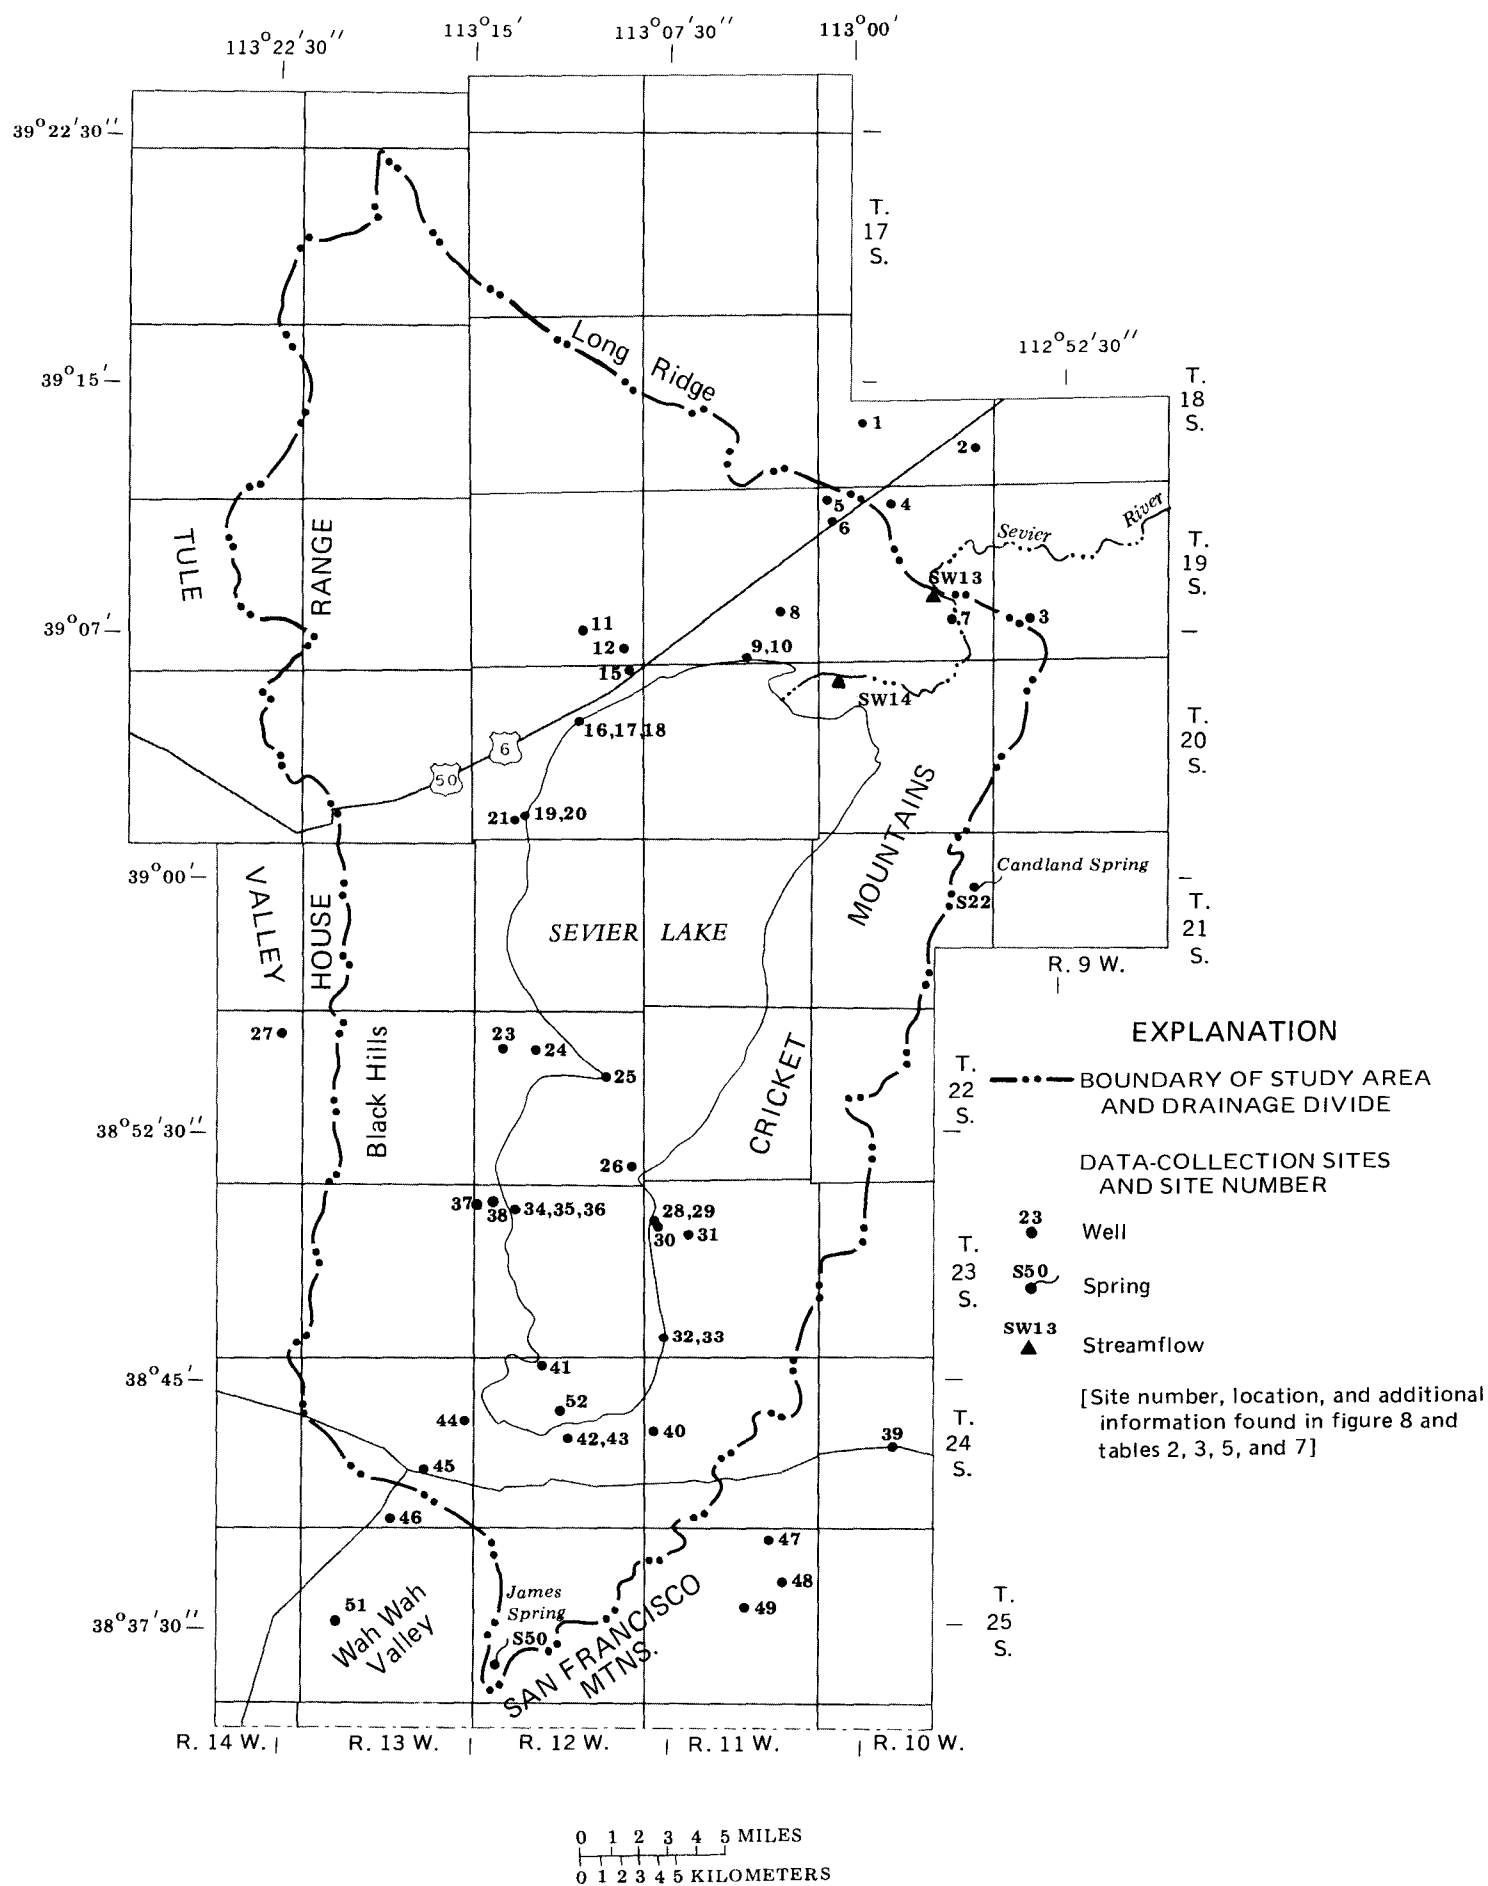 113°22'30"
113°15'
113°07'30"
113°00'
39°22'30"
T.
17
S.
Long Ridge
112°52'30"
39°15'
T.
18
S.
1
2
5
4
6
Sevier
River
TULE
RANGE
T.
19
S.
SW13
8
7
3
39°07'
11
12
9,10
15
SW14
16,17,18
6
50
T.
20
S.
21
19,20
MOUNTAINS
39°00'
Candland Spring
S22
VALLEY
HOUSE
SEVIER LAKE
T.
21
S.
R. 9 W.
27
23
24
25
Black Hills
CRICKET
T.
22
S.
38°52'30"
26
37
38
34,35,36
28,29
30
31
T.
23
S.
32,33
38°45'
41
52
44
42,43
40
39
T.
24
S.
45
46
47
48
49
51
Wah Wah
Valley
James
Spring
S50
SAN FRANCISCO
MTNS.
38°37'30"
T.
25
S.
R. 14 W.
R. 13 W.
R. 12 W.
R. 11 W.
R. 10 W.
EXPLANATION
BOUNDARY OF STUDY AREA
AND DRAINAGE DIVIDE
DATA-COLLECTION SITES
AND SITE NUMBER
23
Well
S50
Spring
SW13
Streamflow
[Site number, location, and additional
information found in figure 8 and
tables 2, 3, 5, and 7]
0 1 2 3 4 5 MILES
0 1 2 3 4 5 KILOMETERS